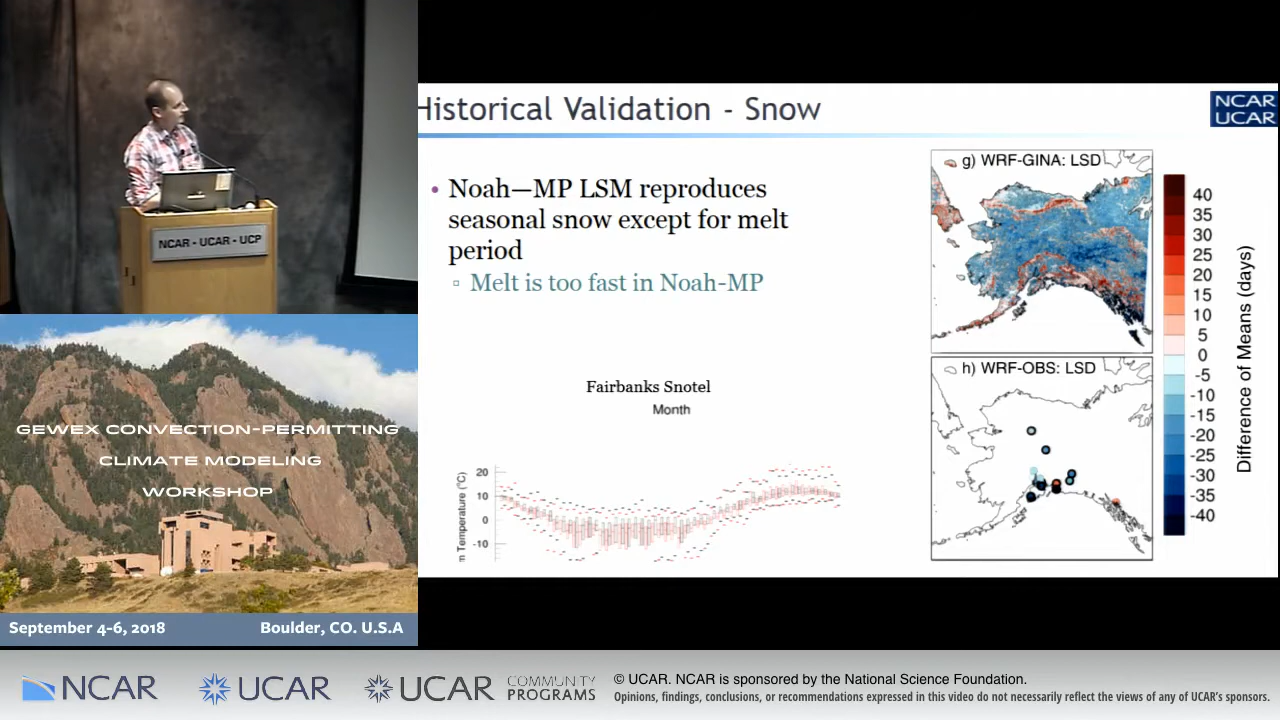 NCAR - UCAR - UCP
GEWEX CONVECTION-PERMITTING
CLIMATE MODELING
WORKSHOP
September 4-6, 2018
Boulder, CO. U.S.A
Historical Validation - Snow
NCAR
UCAR
• Noah—MP LSM reproduces
seasonal snow except for melt
period
▫ Melt is too fast in Noah-MP
Fairbanks Snotel
Month
Temperature (°C)
20
10
0
-10
g) WRF-GINA: LSD
h) WRF-OBS: LSD
40
35
30
25
20
15
10
5
0
-5
-10
-15
-20
-25
-30
-35
-40
Difference of Means (days)
NCAR
UCAR
UCAR
COMMUNITY
PROGRAMS
© UCAR. NCAR is sponsored by the National Science Foundation.
Opinions, findings, conclusions, or recommendations expressed in this video do not necessarily reflect the views of any of UCAR's sponsors.